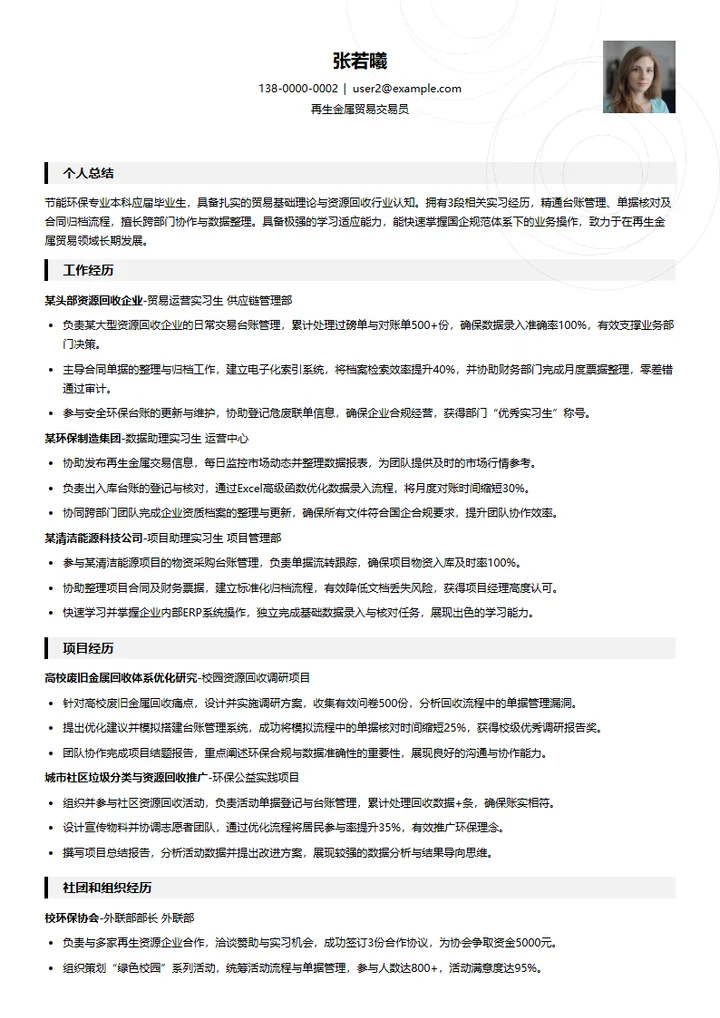 张若曦
138-0000-0002 | user2@example.com
再生金属贸易交易员
个人总结
节能环保专业本科应届毕业生，具备扎实的贸易基础理论与资源回收行业认知。拥有3段相关实习经历，精通台账管理、单据核对及
合同归档流程，擅长跨部门协作与数据整理。具备极强的学习适应能力，能快速掌握国企规范体系下的业务操作，致力于在再生金
属贸易领域长期发展。
工作经历
某头部资源回收企业-贸易运营实习生 供应链管理部
• 负责某大型资源回收企业的日常交易台账管理，累计处理过磅单与对账单500+份，确保数据录入准确率100%，有效支撑业务部
门决策。
• 主导合同单据的整理与归档工作，建立电子化索引系统，将档案检索效率提升40%，并协助财务部门完成月度票据整理，零差错
通过审计。
• 参与安全环保台账的更新与维护，协助登记危废联单信息，确保企业合规经营，获得部门“优秀实习生”称号。
某环保制造集团-数据助理实习生 运营中心
• 协助发布再生金属交易信息，每日监控市场动态并整理数据报表，为团队提供及时的市场行情参考。
• 负责出入库台账的登记与核对，通过Excel高级函数优化数据录入流程，将月度对账时间缩短30%。
• 协同跨部门团队完成企业资质档案的整理与更新，确保所有文件符合国企合规要求，提升团队协作效率。
某清洁能源科技公司-项目助理实习生 项目管理部
• 参与某清洁能源项目的物资采购台账管理，负责单据流转跟踪，确保项目物资入库及时率100%。
• 协助整理项目合同及财务票据，建立标准化归档流程，有效降低文档丢失风险，获得项目经理高度认可。
• 快速学习并掌握企业内部ERP系统操作，独立完成基础数据录入与核对任务，展现出色的学习能力。
项目经历
高校废旧金属回收体系优化研究-校园资源回收调研项目
• 针对高校废旧金属回收痛点，设计并实施调研方案，收集有效问卷500份，分析回收流程中的单据管理漏洞。
• 提出优化建议并模拟搭建台账管理系统，成功将模拟流程中的单据核对时间缩短25%，获得校级优秀调研报告奖。
• 团队协作完成项目结题报告，重点阐述环保合规与数据准确性的重要性，展现良好的沟通与协作能力。
城市社区垃圾分类与资源回收推广-环保公益实践项目
• 组织并参与社区资源回收活动，负责活动单据登记与台账管理，累计处理回收数据+条，确保账实相符。
• 设计宣传物料并协调志愿者团队，通过优化流程将居民参与率提升35%，有效推广环保理念。
• 撰写项目总结报告，分析活动数据并提出改进方案，展现较强的数据分析与结果导向思维。
社团和组织经历
校环保协会-外联部部长 外联部
• 负责与多家再生资源企业合作，洽谈赞助与实习机会，成功签订3份合作协议，为协会争取资金5000元。
• 组织策划“绿色校园”系列活动，统筹活动流程与单据管理，参与人数达800+，活动满意度达95%。